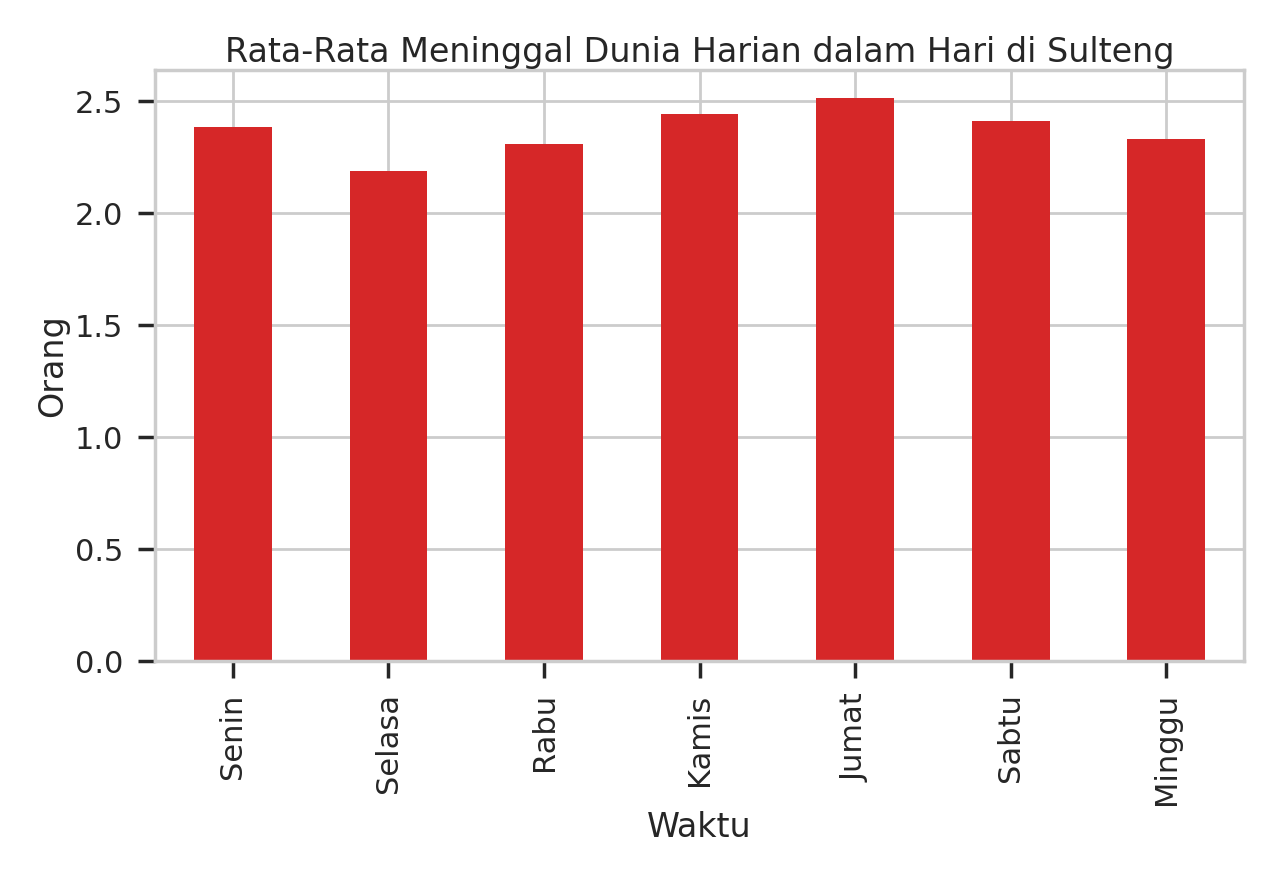 Rata-Rata Meninggal Dunia Harian dalam Hari di Sulteng
Orang
2.5
2.0
1.5
1.0
0.5
0.0
Senin
Selasa
Rabu
Kamis
Jumat
Sabtu
Minggu
Waktu